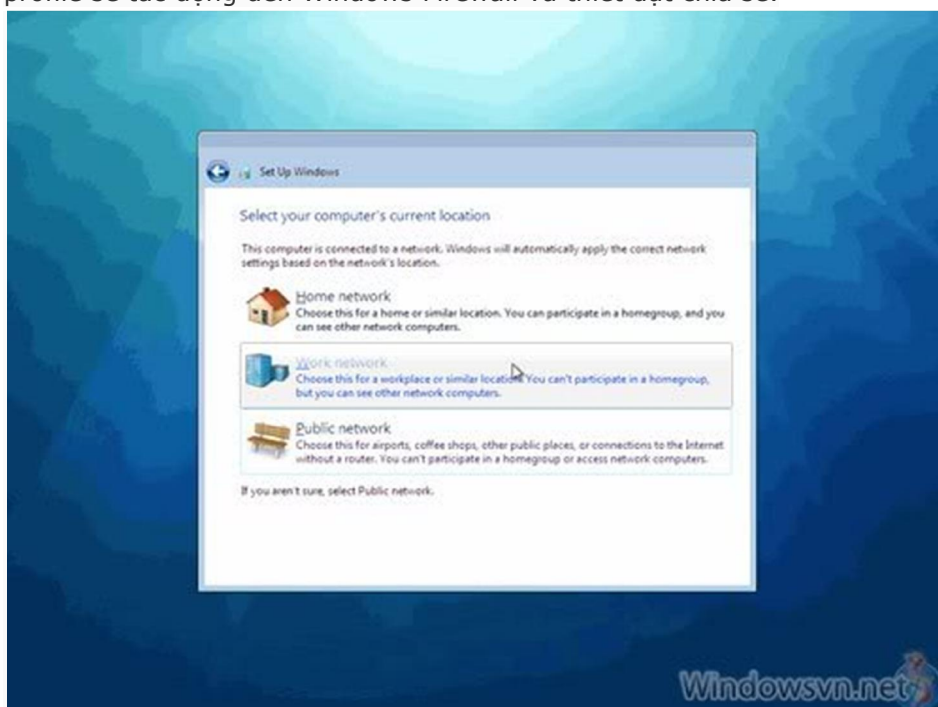 profile sẽ tác động đến Windows Firewall và thiết đặt chia sẻ.
Set Up Windows
Select your computer's current location
This computer is connected to a network. Windows will automatically apply the correct network
settings based on the network's location.
Home network
Choose this for a home or similar location. You can participate in a homegroup, and you
can see other network computers.
Work network
Choose this for a workplace or similar location. You can't participate in a homegroup,
but you can see other network computers.
Public network
Choose this for airports, coffee shops, other public places, or connections to the Internet
without a router. You can't participate in a homegroup or access network computers.
If you aren't sure, select Public network.
Windowsvn.net